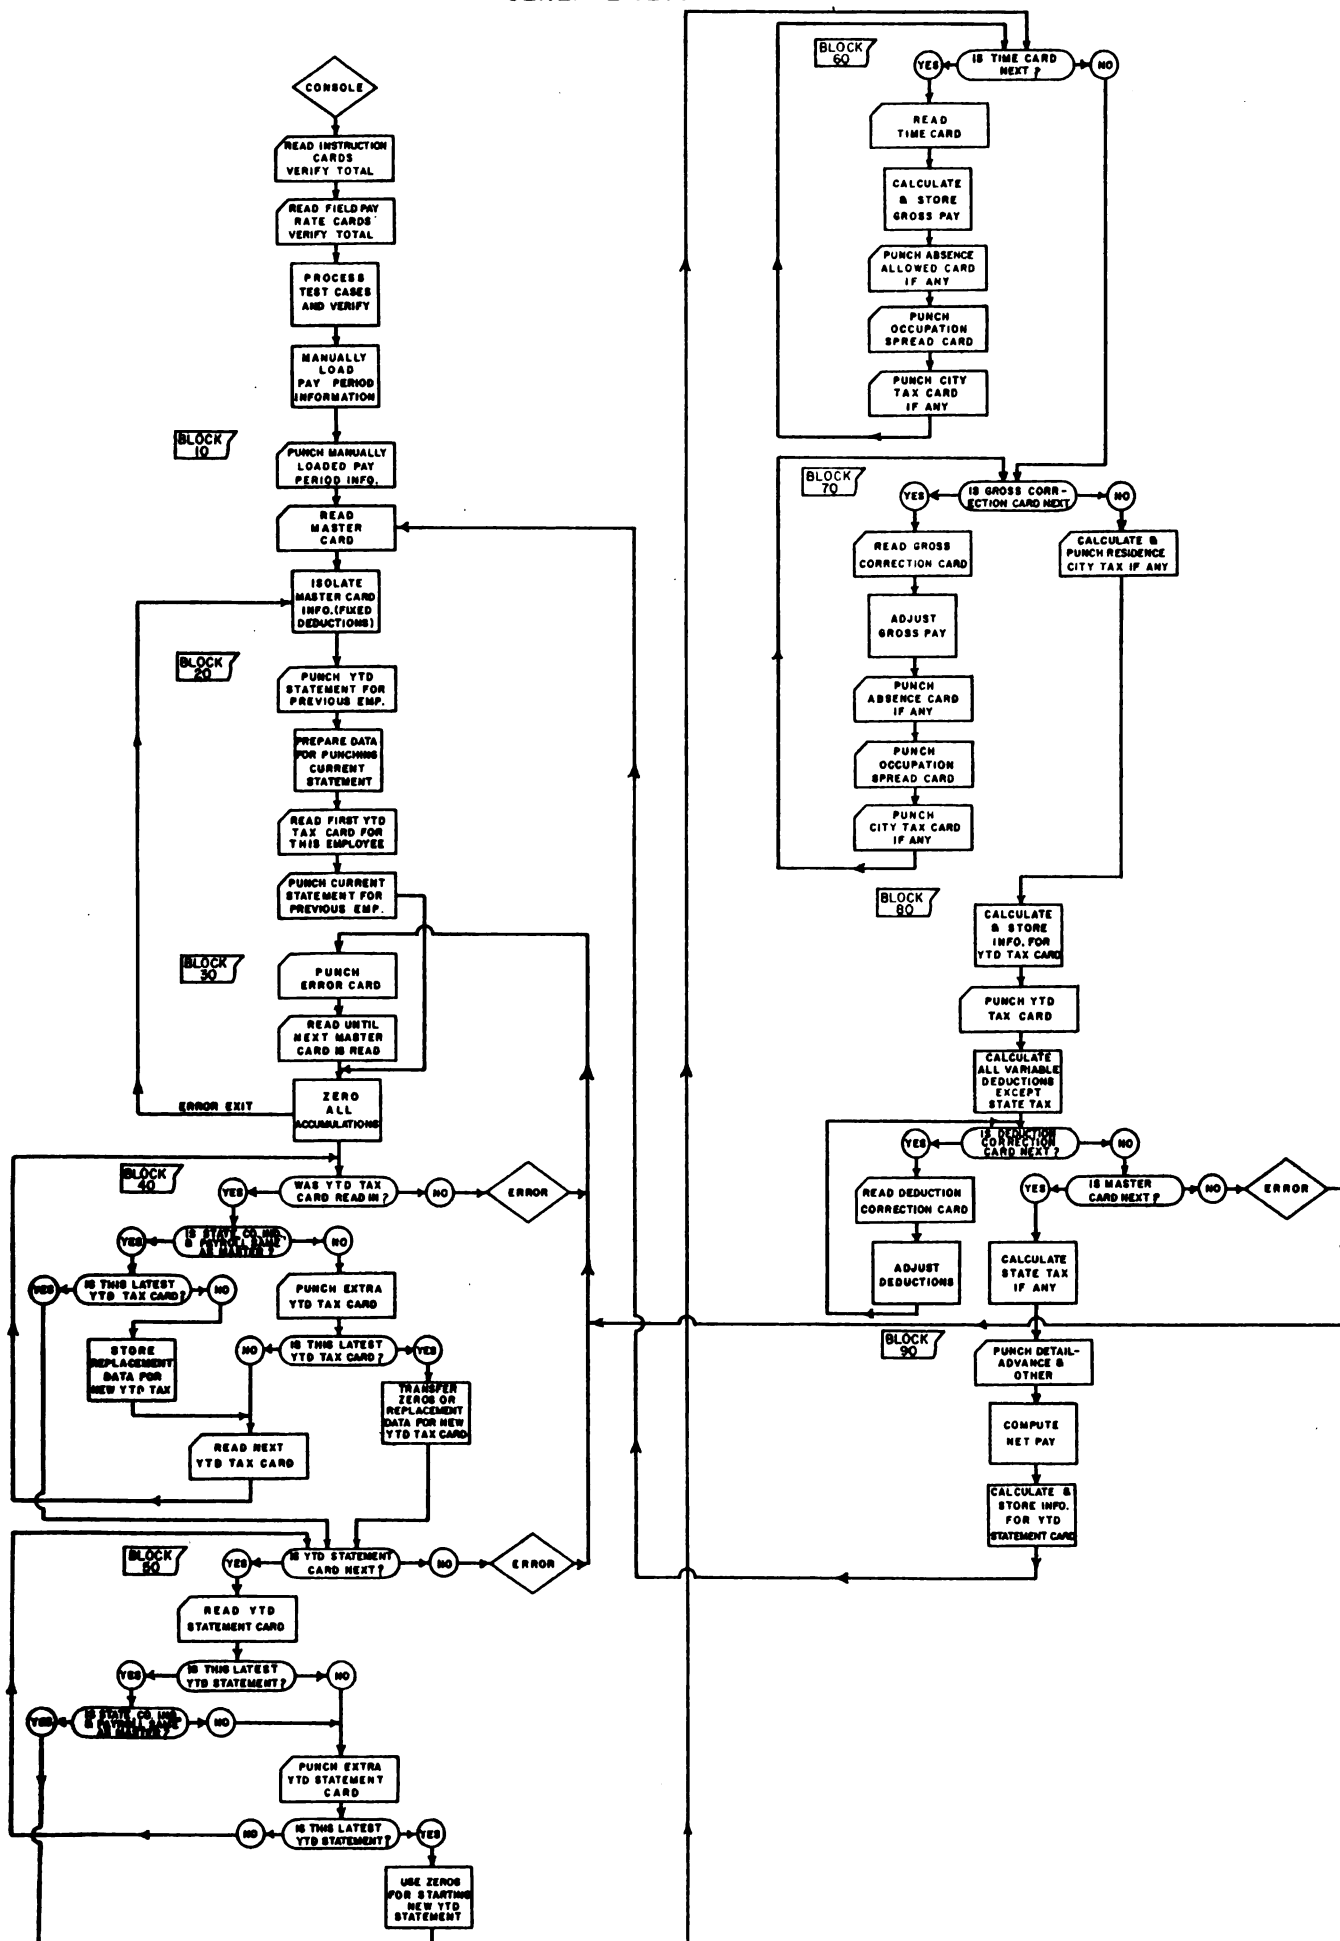 CONSOLE
READ INSTRUCTION
CARDS
VERIFY TOTAL
READ FIELD PAY
RATE CARDS
VERIFY TOTAL
PROCESS
TEST CASES
AND VERIFY
MANUALLY
LOAD
PAY PERIOD
INFORMATION
BLOCK
10
PUNCH MANUALLY
LOADED PAY
PERIOD INFO.
READ
MASTER
CARD
ISOLATE
MASTER CARD
INFO.(FIXED
DEDUCTIONS)
BLOCK
20
PUNCH YTD
STATEMENT FOR
PREVIOUS EMP.
PREPARE DATA
FOR PUNCHING
CURRENT
STATEMENT
READ FIRST YTD
TAX CARD FOR
THIS EMPLOYEE
PUNCH CURRENT
STATEMENT FOR
PREVIOUS EMP.
BLOCK
30
PUNCH
ERROR CARD
READ UNTIL
NEXT MASTER
CARD IS READ
ZERO
ALL
ACCUMULATIONS
ERROR EXIT
BLOCK
40
WAS YTD TAX
CARD READ IN?
YES
NO
ERROR
IS STATE, CO. IND.
& PAYROLL SAME
AS MASTER?
YES
NO
IS THIS LATEST
YTD TAX CARD?
YES
NO
PUNCH EXTRA
YTD TAX CARD
STORE
REPLACEMENT
DATA FOR
NEW YTD TAX
NO
IS THIS LATEST
YTD TAX CARD?
YES
TRANSFER
ZEROS OR
REPLACEMENT
DATA FOR NEW
YTD TAX CARD
READ NEXT
YTD TAX CARD
BLOCK
50
YES
IS YTD STATEMENT
CARD NEXT?
NO
ERROR
READ YTD
STATEMENT CARD
YES
IS THIS LATEST
YTD STATEMENT?
NO
YES
IS STATE, CO. IND.
& PAYROLL SAME
AS MASTER?
NO
PUNCH EXTRA
YTD STATEMENT
CARD
NO
IS THIS LATEST
YTD STATEMENT?
YES
USE ZEROS
FOR STARTING
NEW YTD
STATEMENT
BLOCK
60
YES
IS TIME CARD
NEXT?
NO
READ
TIME CARD
CALCULATE
& STORE
GROSS PAY
PUNCH ABSENCE
ALLOWED CARD
IF ANY
PUNCH
OCCUPATION
SPREAD CARD
PUNCH CITY
TAX CARD
IF ANY
BLOCK
70
YES
IS GROSS CORR-
ECTION CARD NEXT
NO
READ GROSS
CORRECTION CARD
CALCULATE &
PUNCH RESIDENCE
CITY TAX IF ANY
ADJUST
GROSS PAY
PUNCH
ABSENCE CARD
IF ANY
PUNCH
OCCUPATION
SPREAD CARD
PUNCH
CITY TAX CARD
IF ANY
BLOCK
80
CALCULATE
& STORE
INFO. FOR
YTD TAX CARD
PUNCH YTD
TAX CARD
CALCULATE
ALL VARIABLE
DEDUCTIONS
EXCEPT
STATE TAX
YES
IS DEDUCTION
CORRECTION
CARD NEXT?
NO
READ DEDUCTION
CORRECTION CARD
YES
IS MASTER
CARD NEXT?
NO
ERROR
ADJUST
DEDUCTIONS
CALCULATE
STATE TAX
IF ANY
BLOCK
90
PUNCH DETAIL-
ADVANCE &
OTHER
COMPUTE
NET PAY
CALCULATE &
STORE INFO.
FOR YTD
STATEMENT CARD